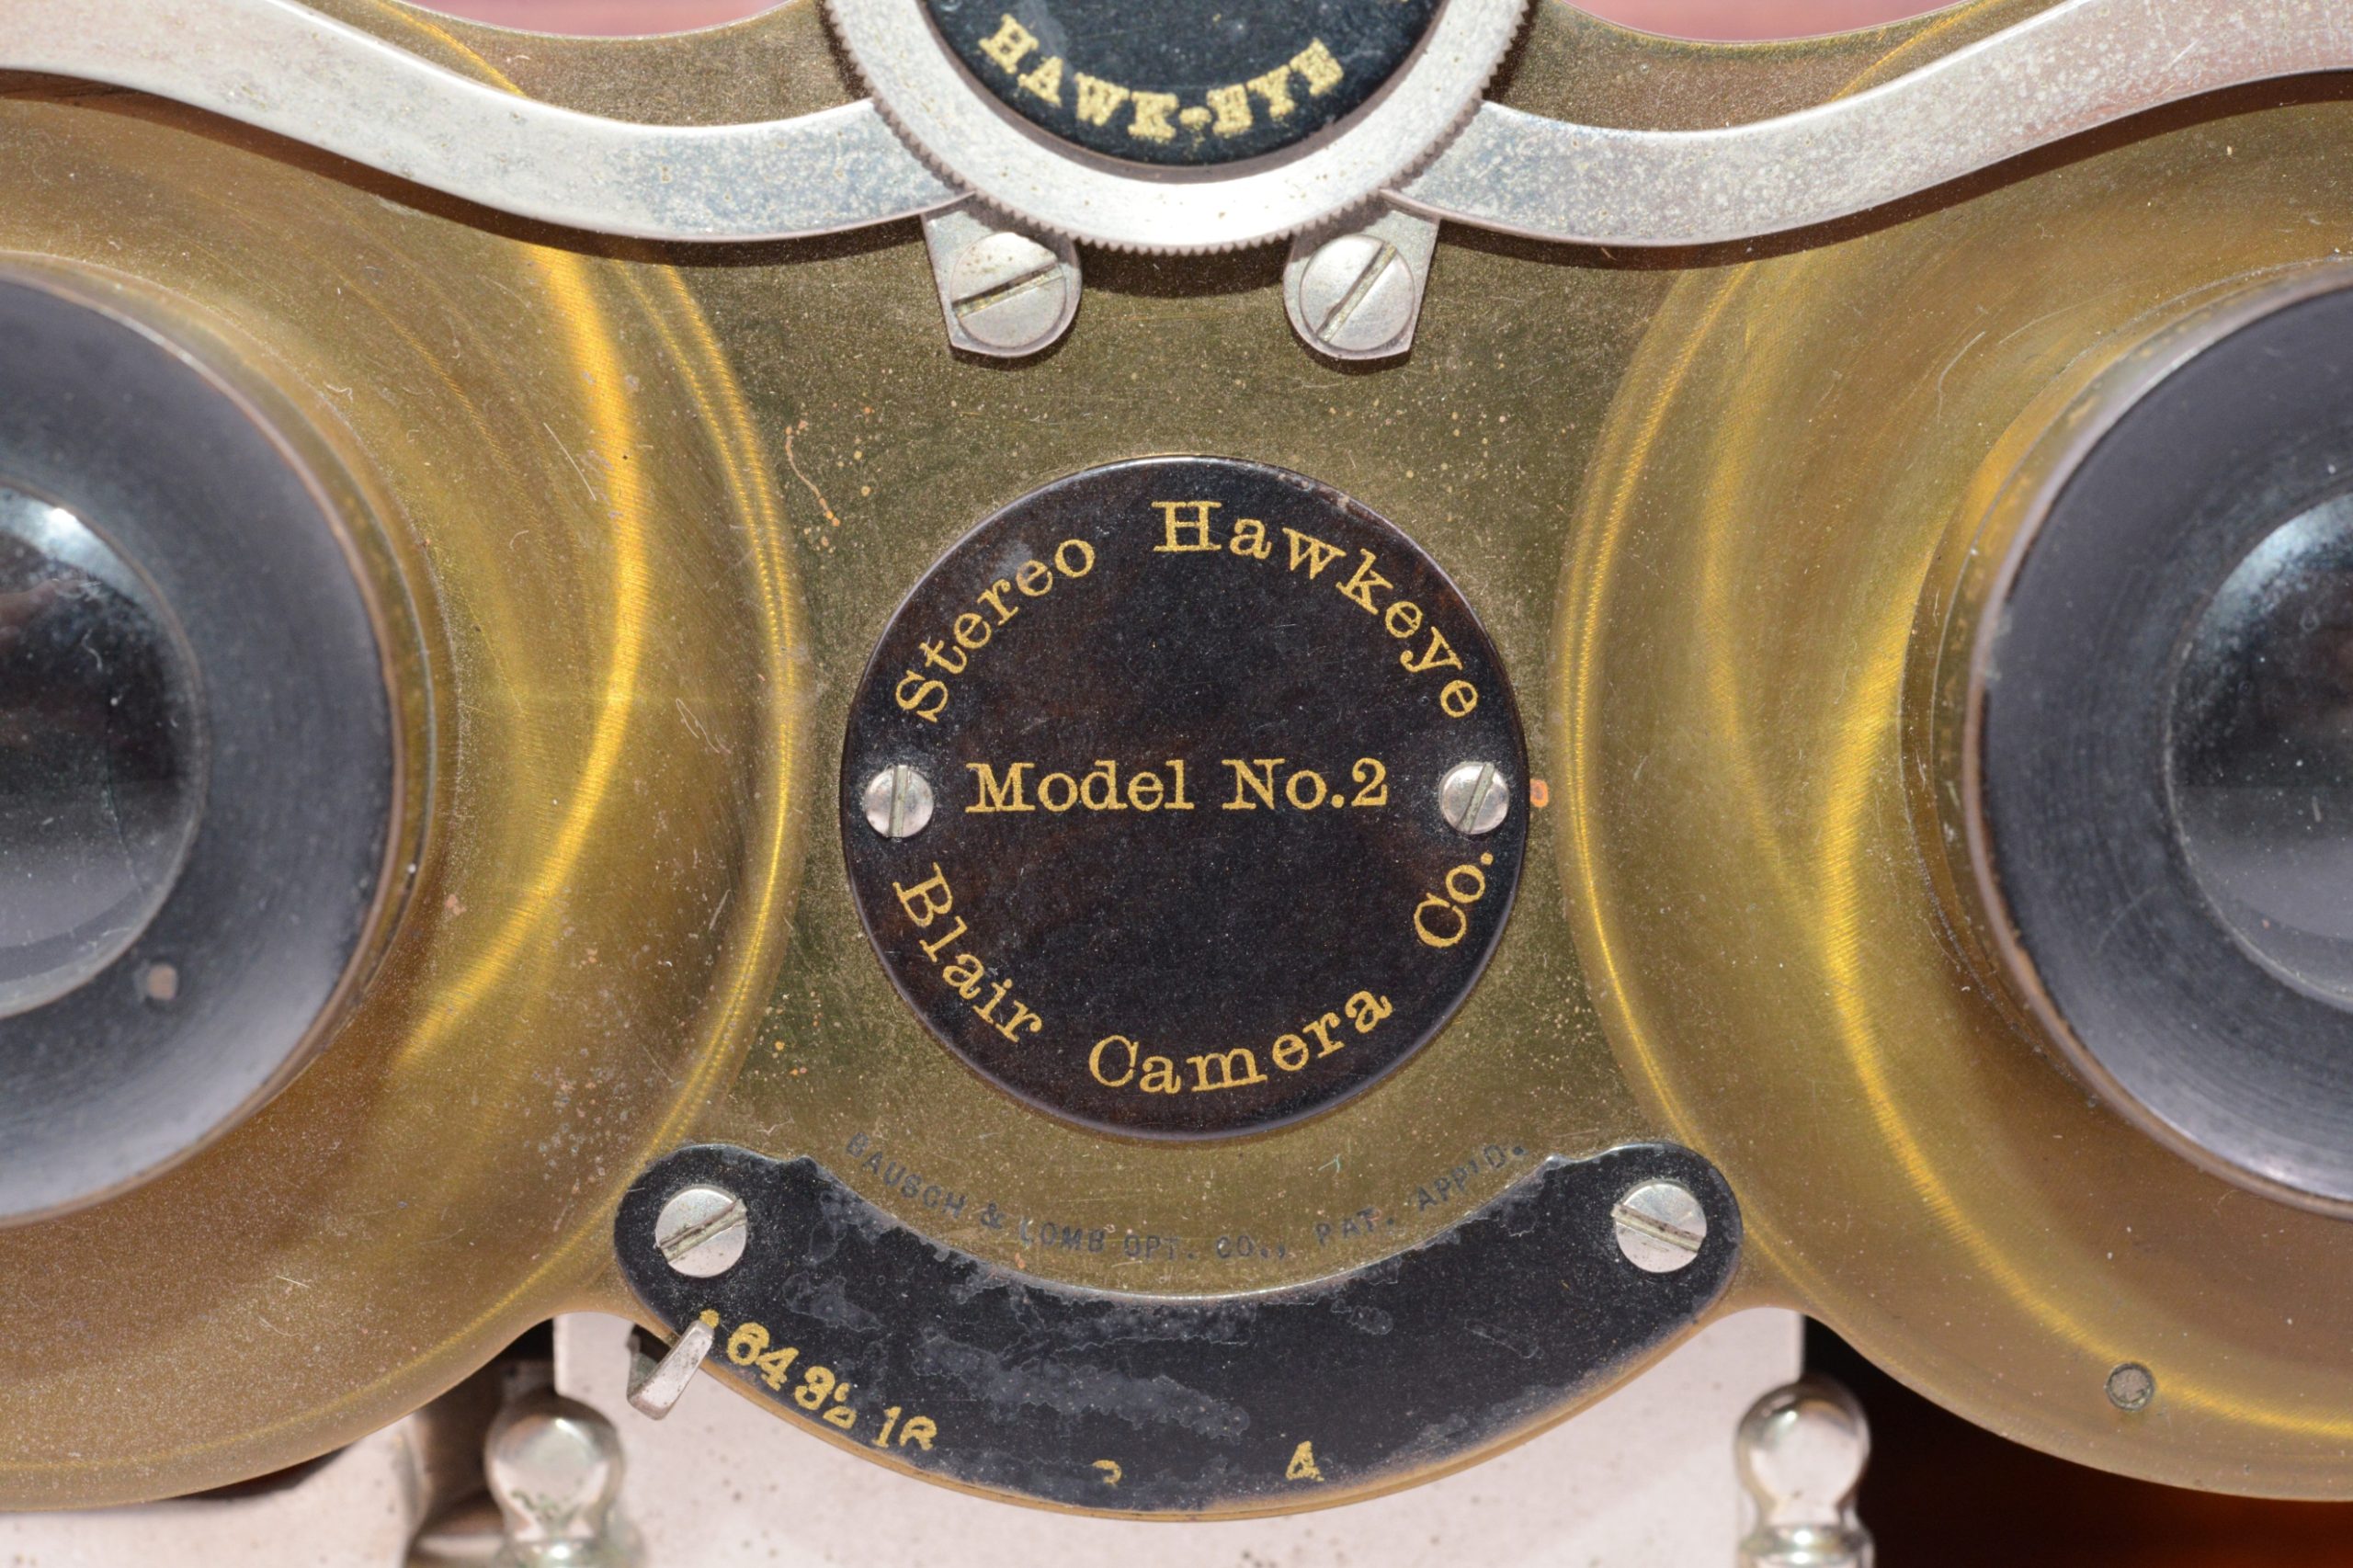 HAWK-EYE
Stereo Hawkeye
Model No.2
Blair Camera Co.
BAUSCH & LOMB OPT. CO., PAT. APPLD.
64 32 16
4